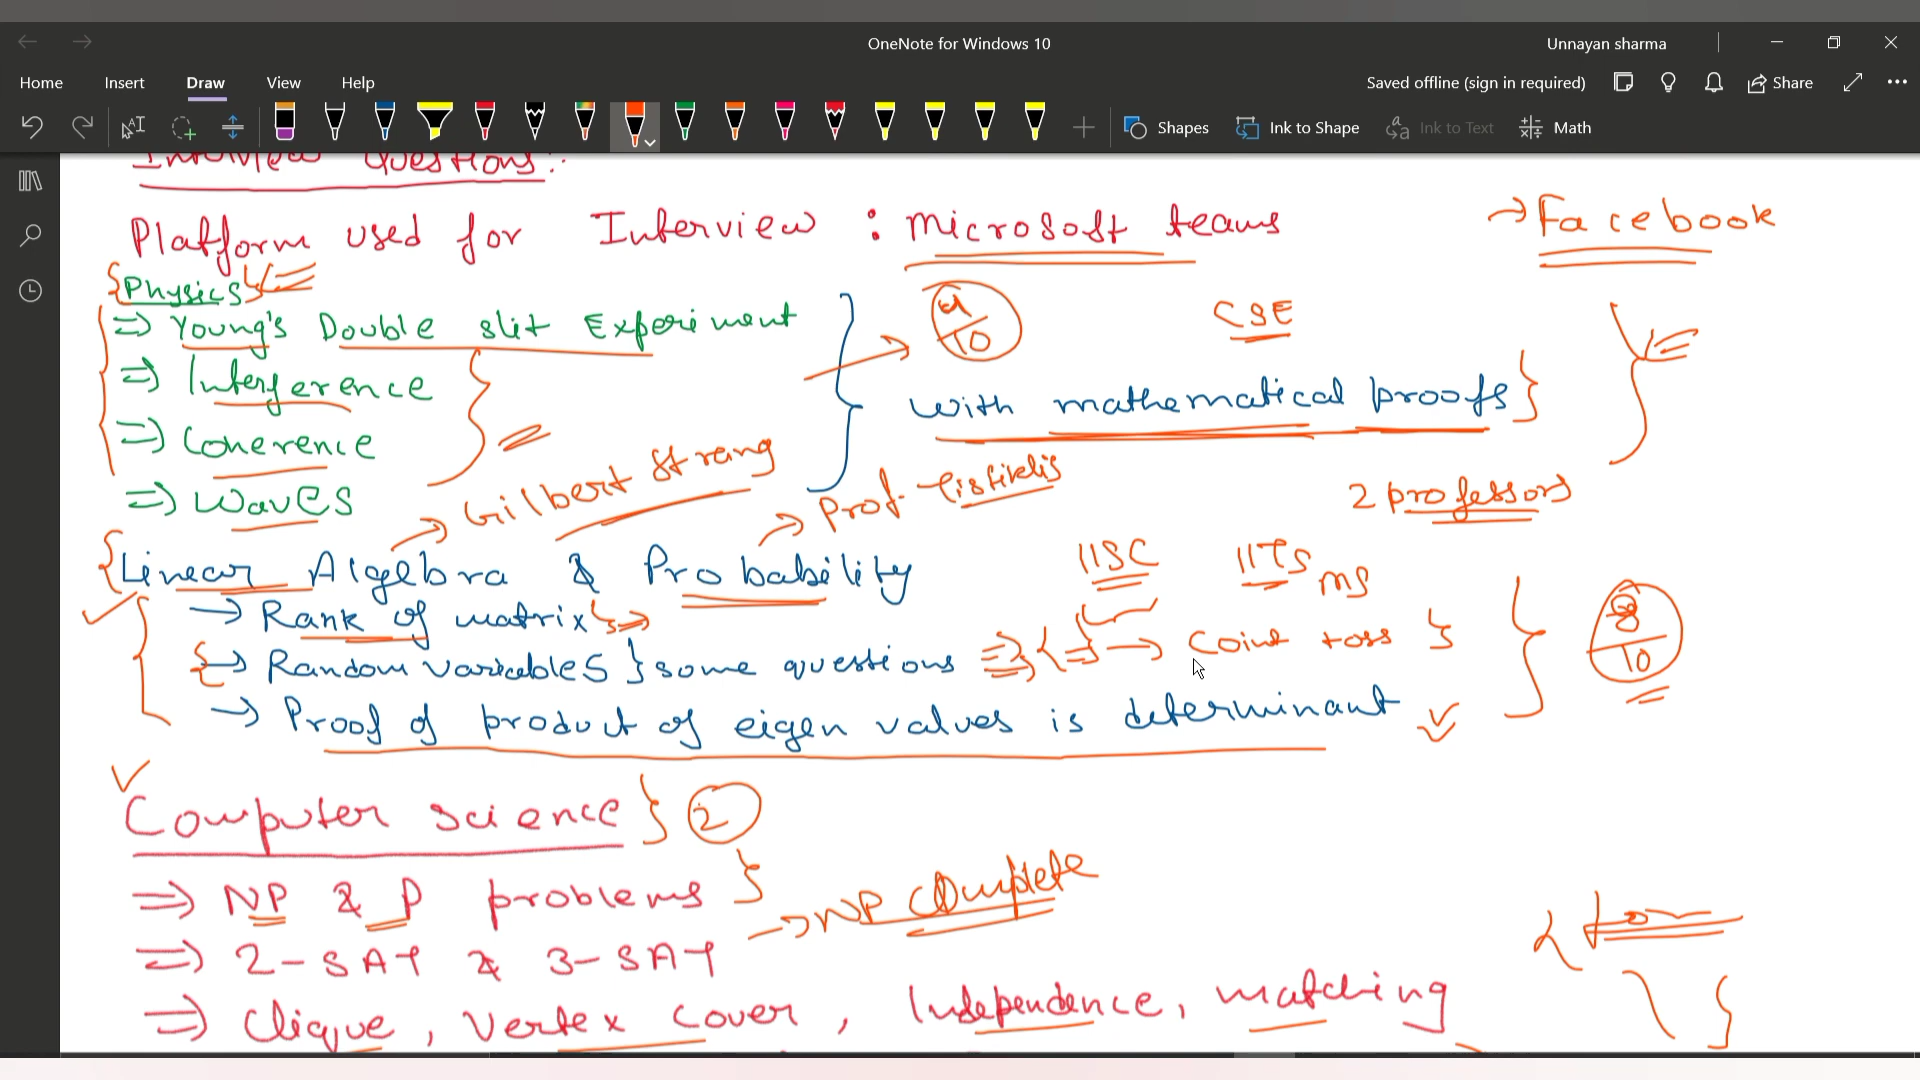 OneNote for Windows 10
Unnayan sharma
Home Insert Draw View Help
Saved offline (sign in required) Share
Shapes Ink to Shape Ink to Text Math
Interview Questions:
Platform used for Interview : Microsoft teams
→ Facebook
{Physics}
⇒ Young's Double slit Experiment
⇒ Interference
⇒ Coherence
⇒ Waves
10
CSE
with mathematical proofs}
2 professors
→ Gilbert Strang
→ Prof.
{Linear Algebra & Probability
IISC IITS MS
→ Rank of matrix
{→ Random variables } some questions ⇒ → Coin toss }
→ Proof of product of eigen values is determinant
8/10
Computer science } 2
⇒ NP & P problems }
→ NP Complete
⇒ 2-SAT & 3-SAT
⇒ Clique, Vertex cover, Independence, matching